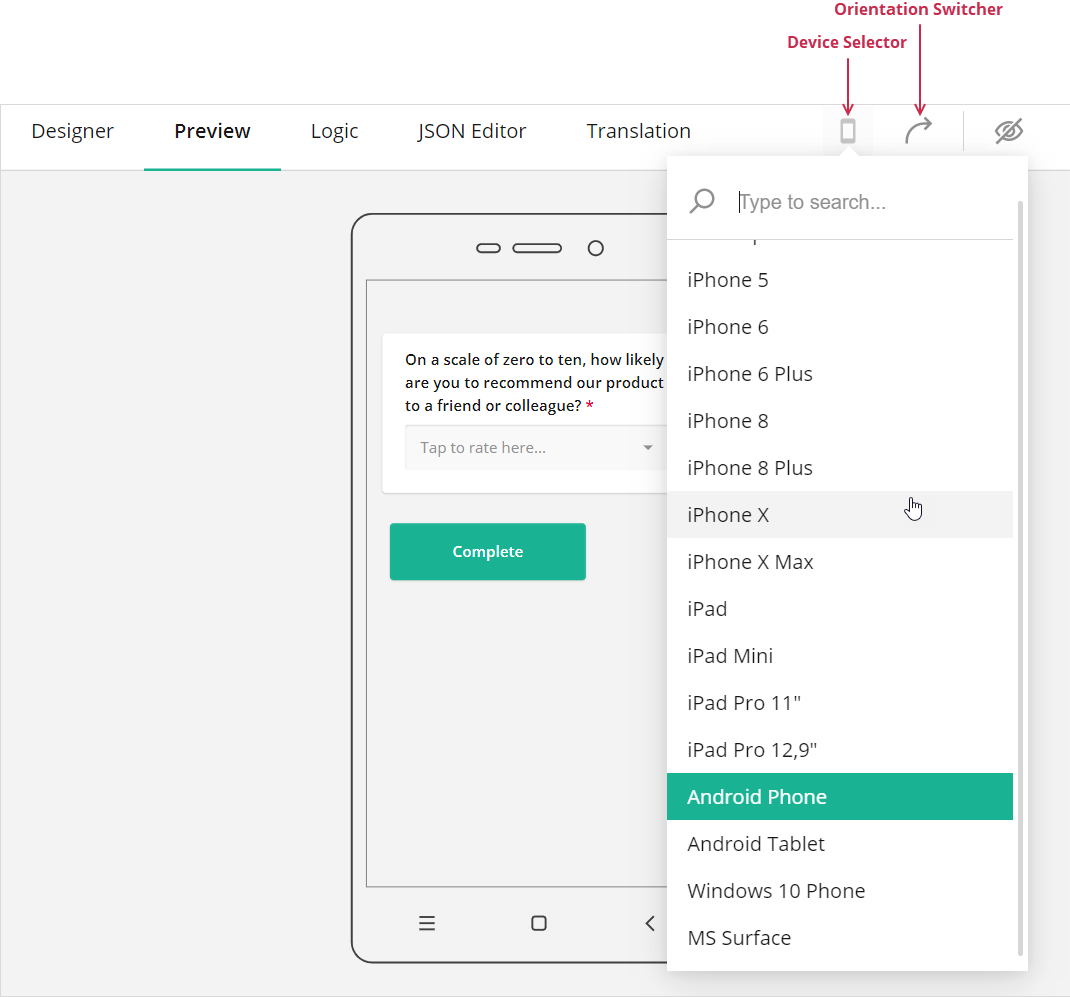 Orientation Switcher
Device Selector
Designer
Preview
Logic
JSON Editor
Translation
Type to search...
iPhone 5
iPhone 6
iPhone 6 Plus
iPhone 8
iPhone 8 Plus
iPhone X
iPhone X Max
iPad
iPad Mini
iPad Pro 11"
iPad Pro 12,9"
Android Phone
Android Tablet
Windows 10 Phone
MS Surface
On a scale of zero to ten, how likely
are you to recommend our product
to a friend or colleague? *
Tap to rate here...
Complete